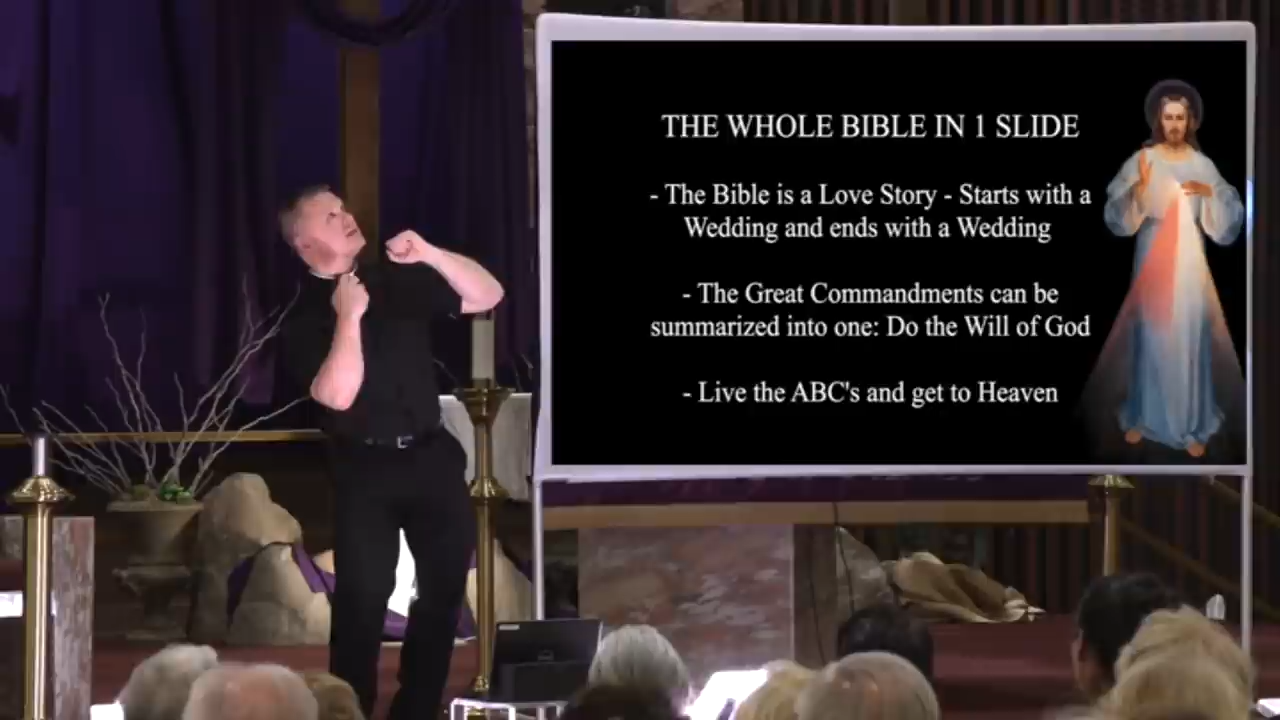 THE WHOLE BIBLE IN 1 SLIDE
- The Bible is a Love Story - Starts with a
Wedding and ends with a Wedding
- The Great Commandments can be
summarized into one: Do the Will of God
- Live the ABC's and get to Heaven